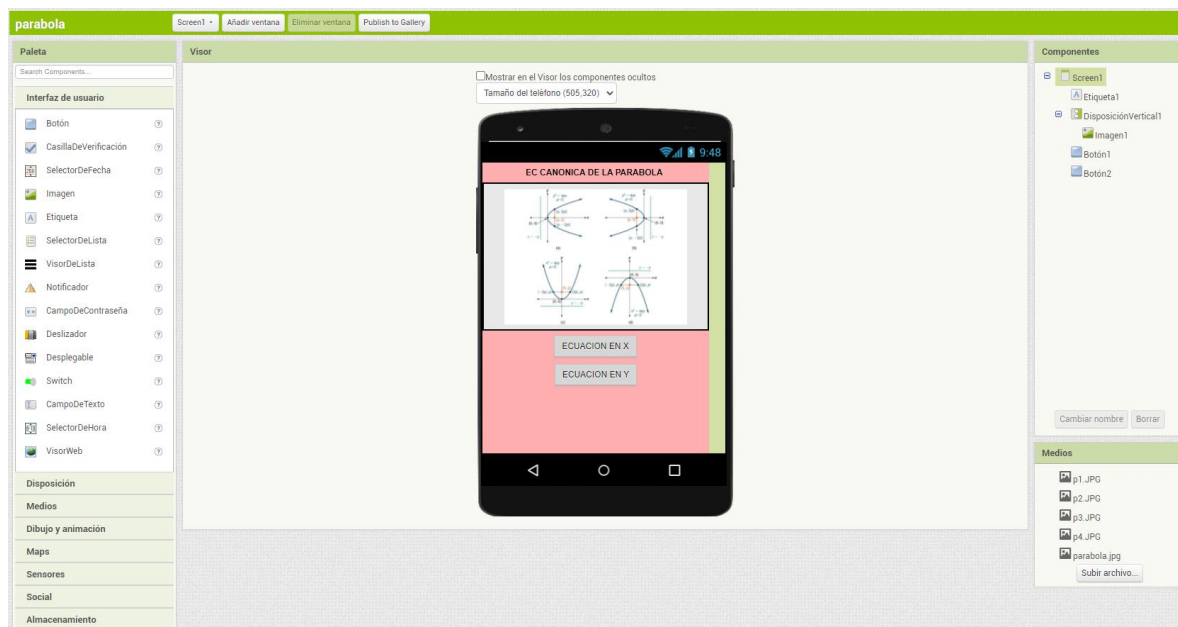 parabola
Screen1
Añadir ventana
Eliminar ventana
Publish to Gallery
Paleta
Search Components...
Interfaz de usuario
Botón
CasillaDeVerificación
SelectorDeFecha
Imagen
Etiqueta
SelectorDeLista
VisorDeLista
Notificador
CampoDeContraseña
Deslizador
Desplegable
Switch
CampoDeTexto
SelectorDeHora
VisorWeb
Disposición
Medios
Dibujo y animación
Maps
Sensores
Social
Almacenamiento
Visor
Mostrar en el Visor los componentes ocultos
Tamaño del teléfono (505,320)
9:48
EC CANONICA DE LA PARABOLA
ECUACION EN X
ECUACION EN Y
Componentes
Screen1
Etiqueta1
DisposiciónVertical1
Imagen1
Botón1
Botón2
Cambiar nombre
Borrar
Medios
p1.JPG
p2.JPG
p3.JPG
p4.JPG
parabola.jpg
Subir archivo...